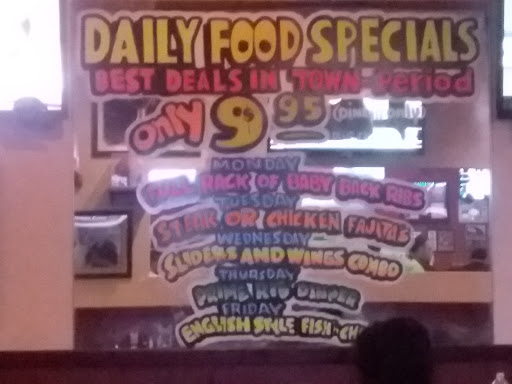 DAILY FOOD SPECIALS
BEST DEALS IN TOWN Period
Only 9$ 95
MONDAY
FULL RACK OF BABY BACK RIBS
TUESDAY
STEAK OR CHICKEN FAJITAS
WEDNESDAY
SLIDERS AND WINGS COMBO
THURSDAY
PRIME RIB DINNER
FRIDAY
ENGLISH STYLE FISH